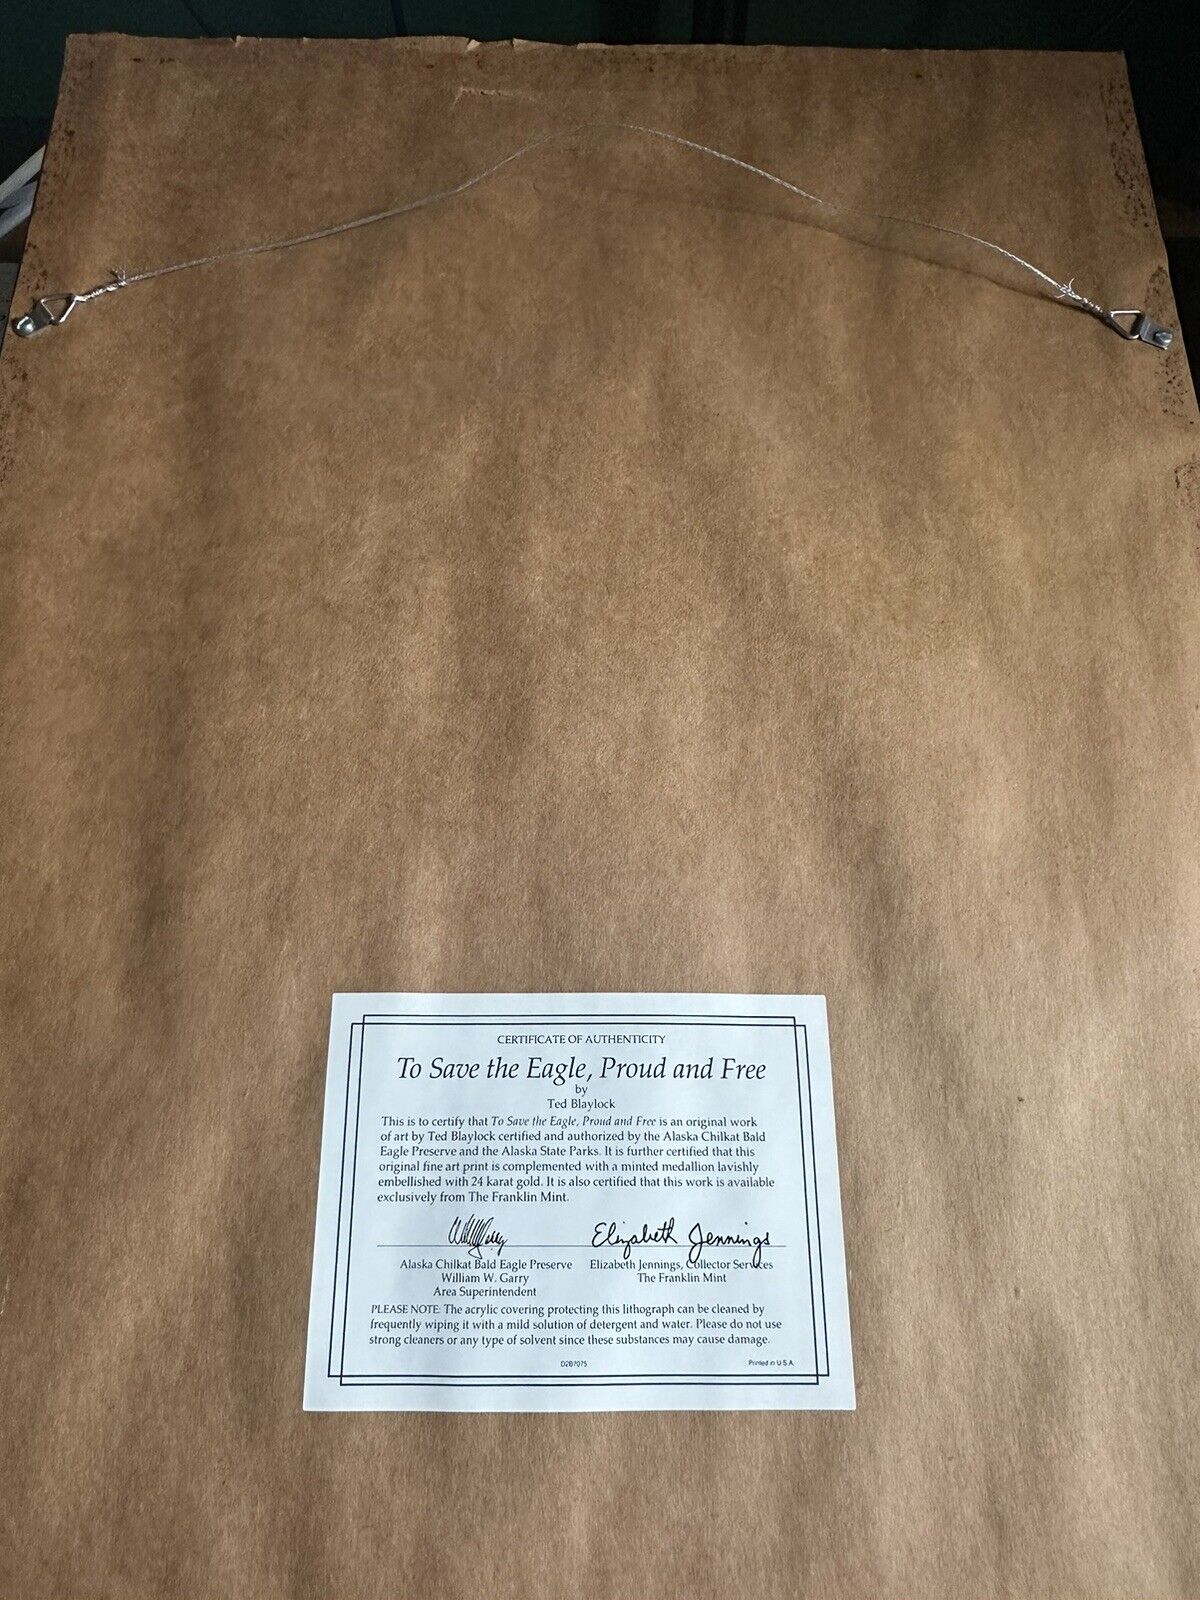 CERTIFICATE OF AUTHENTICITY
To Save the Eagle, Proud and Free
by
Ted Blaylock
This is to certify that To Save the Eagle, Proud and Free is an original work
of art by Ted Blaylock certified and authorized by the Alaska Chilkat Bald
Eagle Preserve and the Alaska State Parks. It is further certified that this
original fine art print is complemented with a minted medallion lavishly
embellished with 24 karat gold. It is also certified that this work is available
exclusively from The Franklin Mint.
Elizabeth Jennings
Alaska Chilkat Bald Eagle Preserve
William W. Garry
Area Superintendent
Elizabeth Jennings, Collector Services
The Franklin Mint
PLEASE NOTE: The acrylic covering protecting this lithograph can be cleaned by
frequently wiping it with a mild solution of detergent and water. Please do not use
strong cleaners or any type of solvent since these substances may cause damage.
D2B7075
Printed in U.S.A.